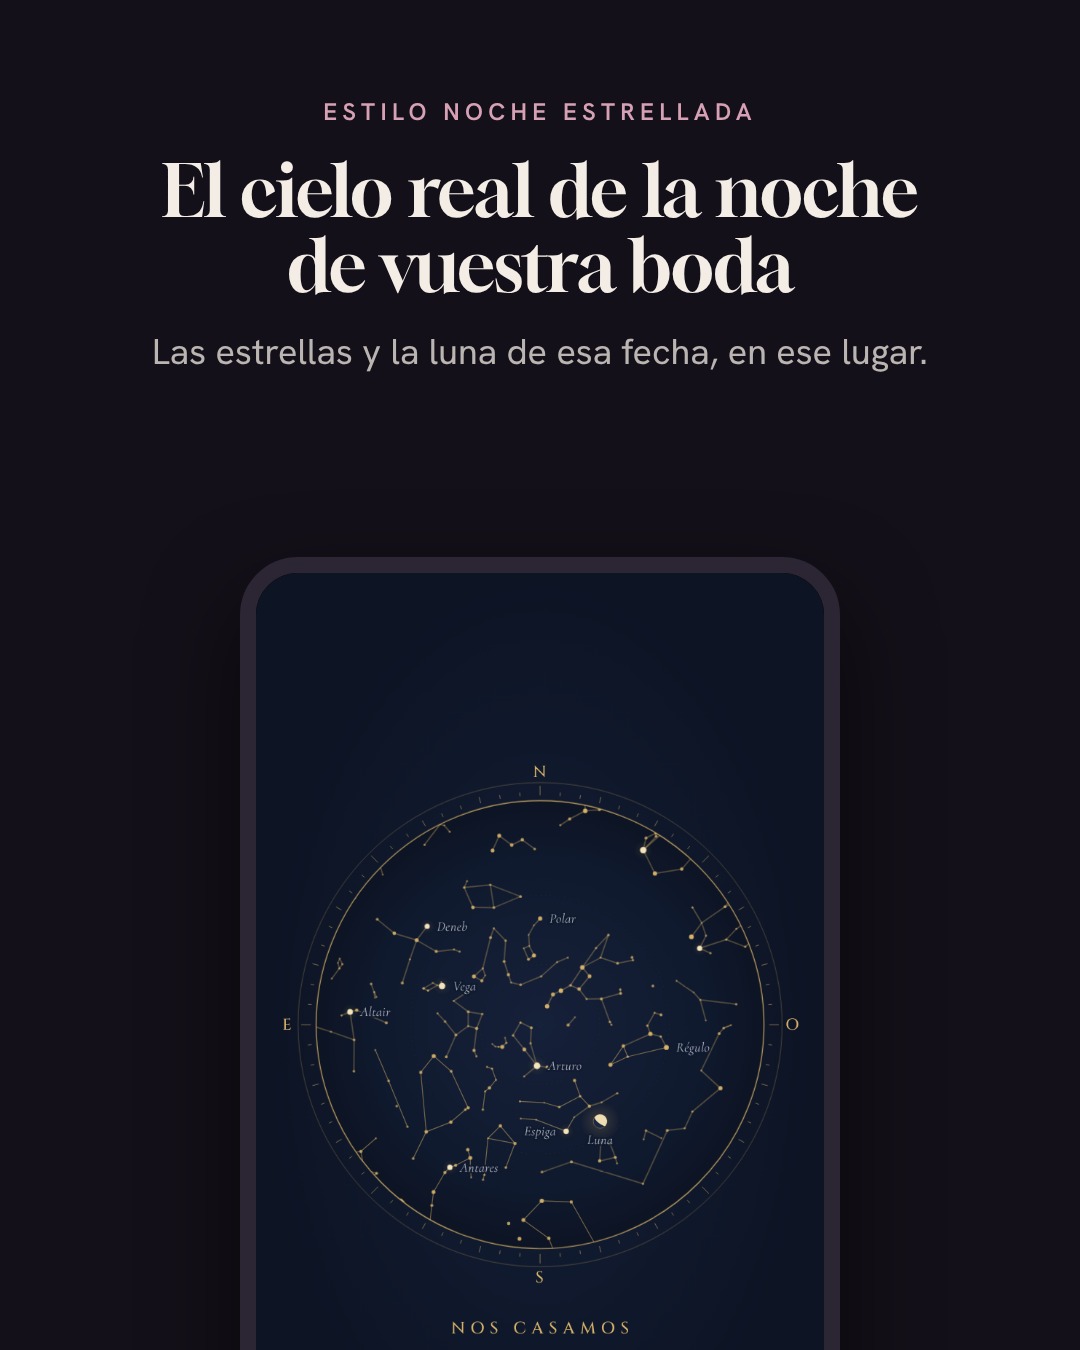 ESTILO NOCHE ESTRELLADA
El cielo real de la noche
de vuestra boda
Las estrellas y la luna de esa fecha, en ese lugar.
N
Polar
Deneb
Vega
Altair
E
O
Régulo
Arturo
Espiga
Luna
Antares
S
NOS CASAMOS